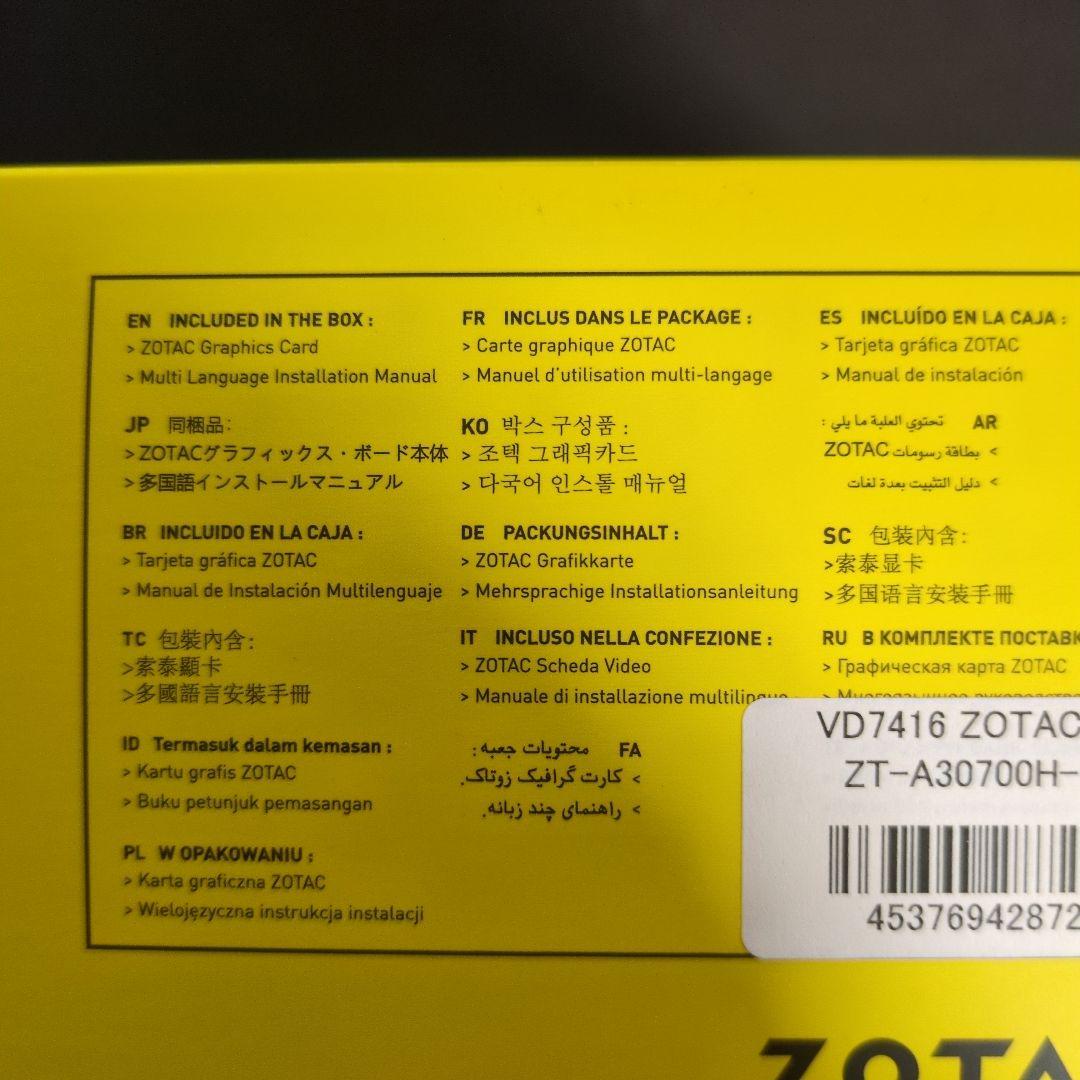 EN INCLUDED IN THE BOX :
> ZOTAC Graphics Card
> Multi Language Installation Manual
FR INCLUS DANS LE PACKAGE :
> Carte graphique ZOTAC
> Manuel d'utilisation multi-langage
ES INCLUÍDO EN LA CAJA :
> Tarjeta gráfica ZOTAC
> Manual de instalación
JP 同梱品:
>ZOTACグラフィックス・ボード本体
>多国語インストールマニュアル
KO 박스 구성품 :
> 조텍 그래픽카드
> 다국어 인스톨 매뉴얼
AR تحتوي العلبة ما يلي :
> بطاقة رسومات ZOTAC
> دليل التثبيت بعدة لغات
BR INCLUIDO EN LA CAJA :
> Tarjeta gráfica ZOTAC
> Manual de Instalación Multilenguaje
DE PACKUNGSINHALT :
> ZOTAC Grafikkarte
> Mehrsprachige Installationsanleitung
SC 包装內含:
>索泰显卡
>多国语言安装手冊
TC 包裝內含:
>索泰顯卡
>多國語言安裝手冊
IT INCLUSO NELLA CONFEZIONE :
> ZOTAC Scheda Video
> Manuale di installazione multilingue
RU В КОМПЛЕКТЕ ПОСТАВК
> Графическая карта ZOTAC
ID Termasuk dalam kemasan :
> Kartu grafis ZOTAC
> Buku petunjuk pemasangan
FA محتویات جعبه :
> کارت گرافیک زوتاک.
> راهنمای چند زبانه.
PL W OPAKOWANIU :
> Karta graficzna ZOTAC
> Wielojęzyczna instrukcja instalacji
VD7416 ZOTAC
ZT-A30700H-
45376942872
ZOTA